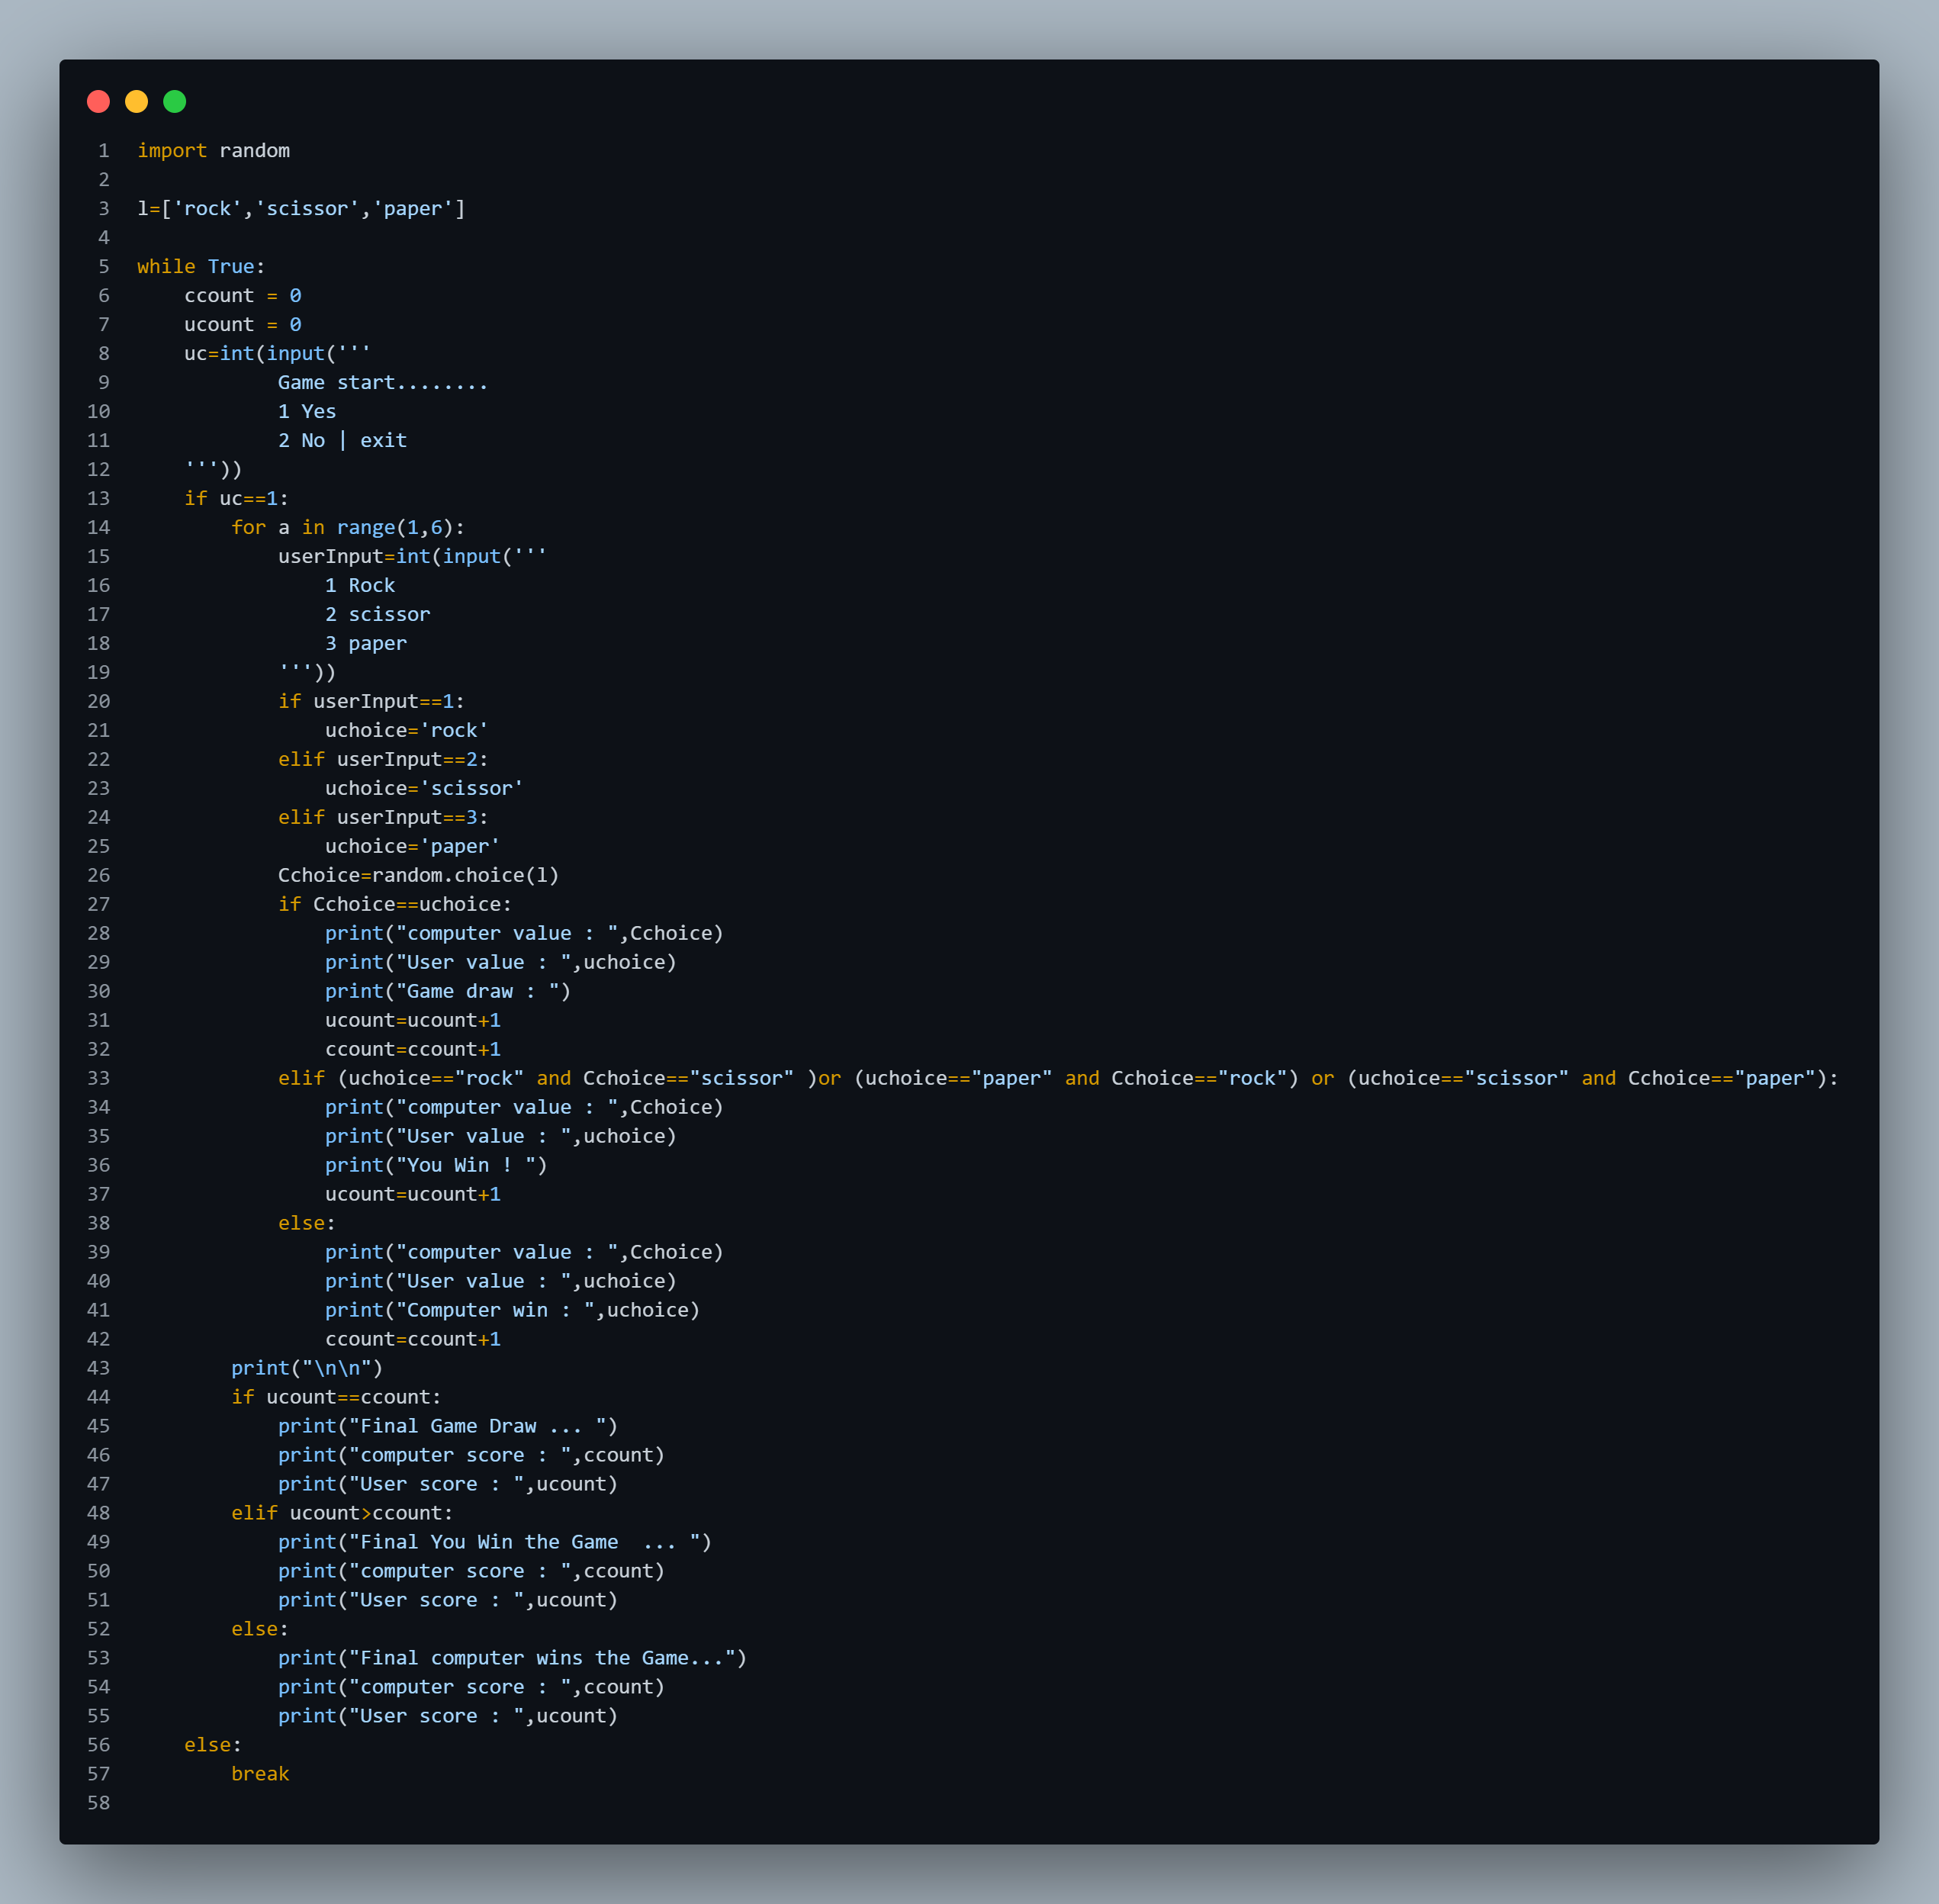 1 import random
2
3 l=['rock','scissor','paper']
4
5 while True:
6     ccount = 0
7     ucount = 0
8     uc=int(input('''
9             Game start........
10             1 Yes
11             2 No | exit
12     '''))
13     if uc==1:
14         for a in range(1,6):
15             userInput=int(input('''
16                 1 Rock
17                 2 scissor
18                 3 paper
19             '''))
20             if userInput==1:
21                 uchoice='rock'
22             elif userInput==2:
23                 uchoice='scissor'
24             elif userInput==3:
25                 uchoice='paper'
26             Cchoice=random.choice(l)
27             if Cchoice==uchoice:
28                 print("computer value : ",Cchoice)
29                 print("User value : ",uchoice)
30                 print("Game draw : ")
31                 ucount=ucount+1
32                 ccount=ccount+1
33             elif (uchoice=="rock" and Cchoice=="scissor" )or (uchoice=="paper" and Cchoice=="rock") or (uchoice=="scissor" and Cchoice=="paper"):
34                 print("computer value : ",Cchoice)
35                 print("User value : ",uchoice)
36                 print("You Win ! ")
37                 ucount=ucount+1
38             else:
39                 print("computer value : ",Cchoice)
40                 print("User value : ",uchoice)
41                 print("Computer win : ",uchoice)
42                 ccount=ccount+1
43         print("\n\n")
44         if ucount==ccount:
45             print("Final Game Draw ... ")
46             print("computer score : ",ccount)
47             print("User score : ",ucount)
48         elif ucount>ccount:
49             print("Final You Win the Game  ... ")
50             print("computer score : ",ccount)
51             print("User score : ",ucount)
52         else:
53             print("Final computer wins the Game...")
54             print("computer score : ",ccount)
55             print("User score : ",ucount)
56     else:
57         break
58